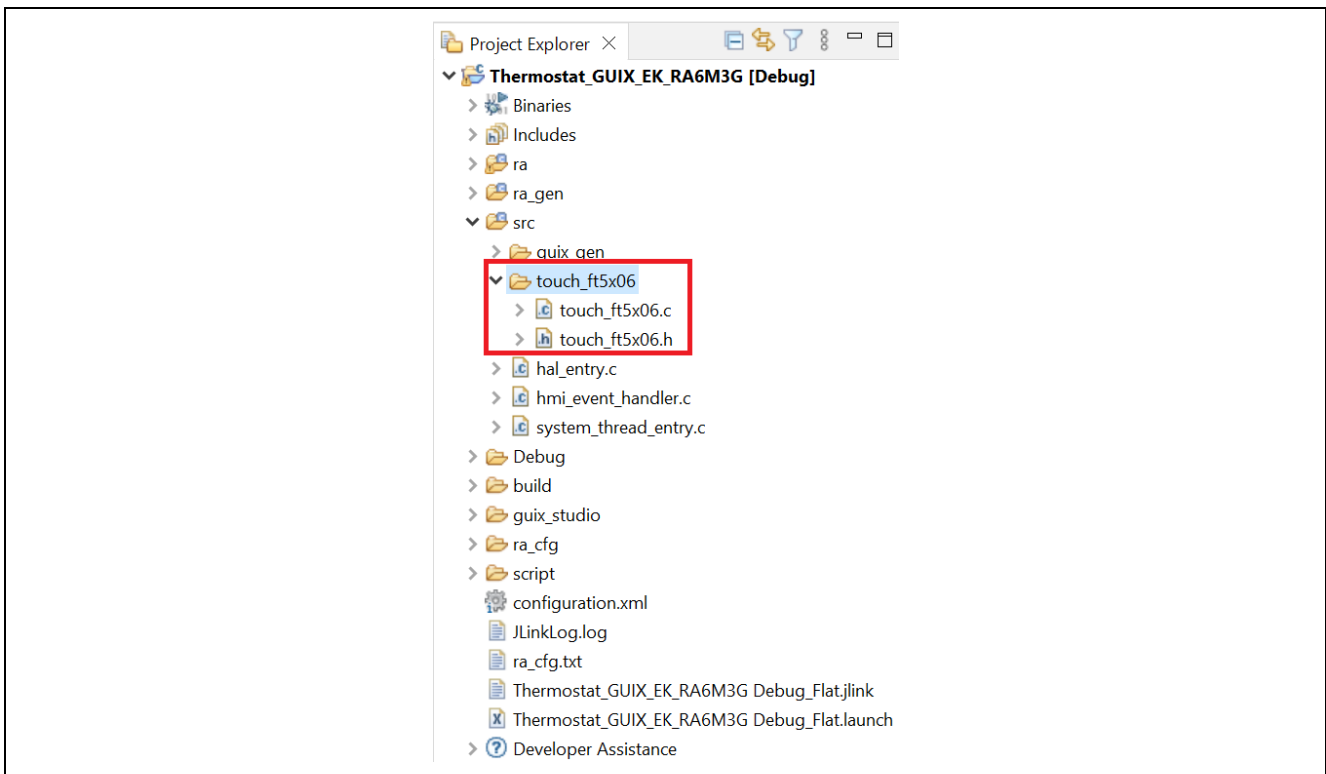 Project Explorer
Thermostat_GUIX_EK_RA6M3G [Debug]
Binaries
Includes
ra
ra_gen
src
guix_gen
touch_ft5x06
touch_ft5x06.c
touch_ft5x06.h
hal_entry.c
hmi_event_handler.c
system_thread_entry.c
Debug
build
guix_studio
ra_cfg
script
configuration.xml
JLinkLog.log
ra_cfg.txt
Thermostat_GUIX_EK_RA6M3G Debug_Flat.jlink
Thermostat_GUIX_EK_RA6M3G Debug_Flat.launch
Developer Assistance